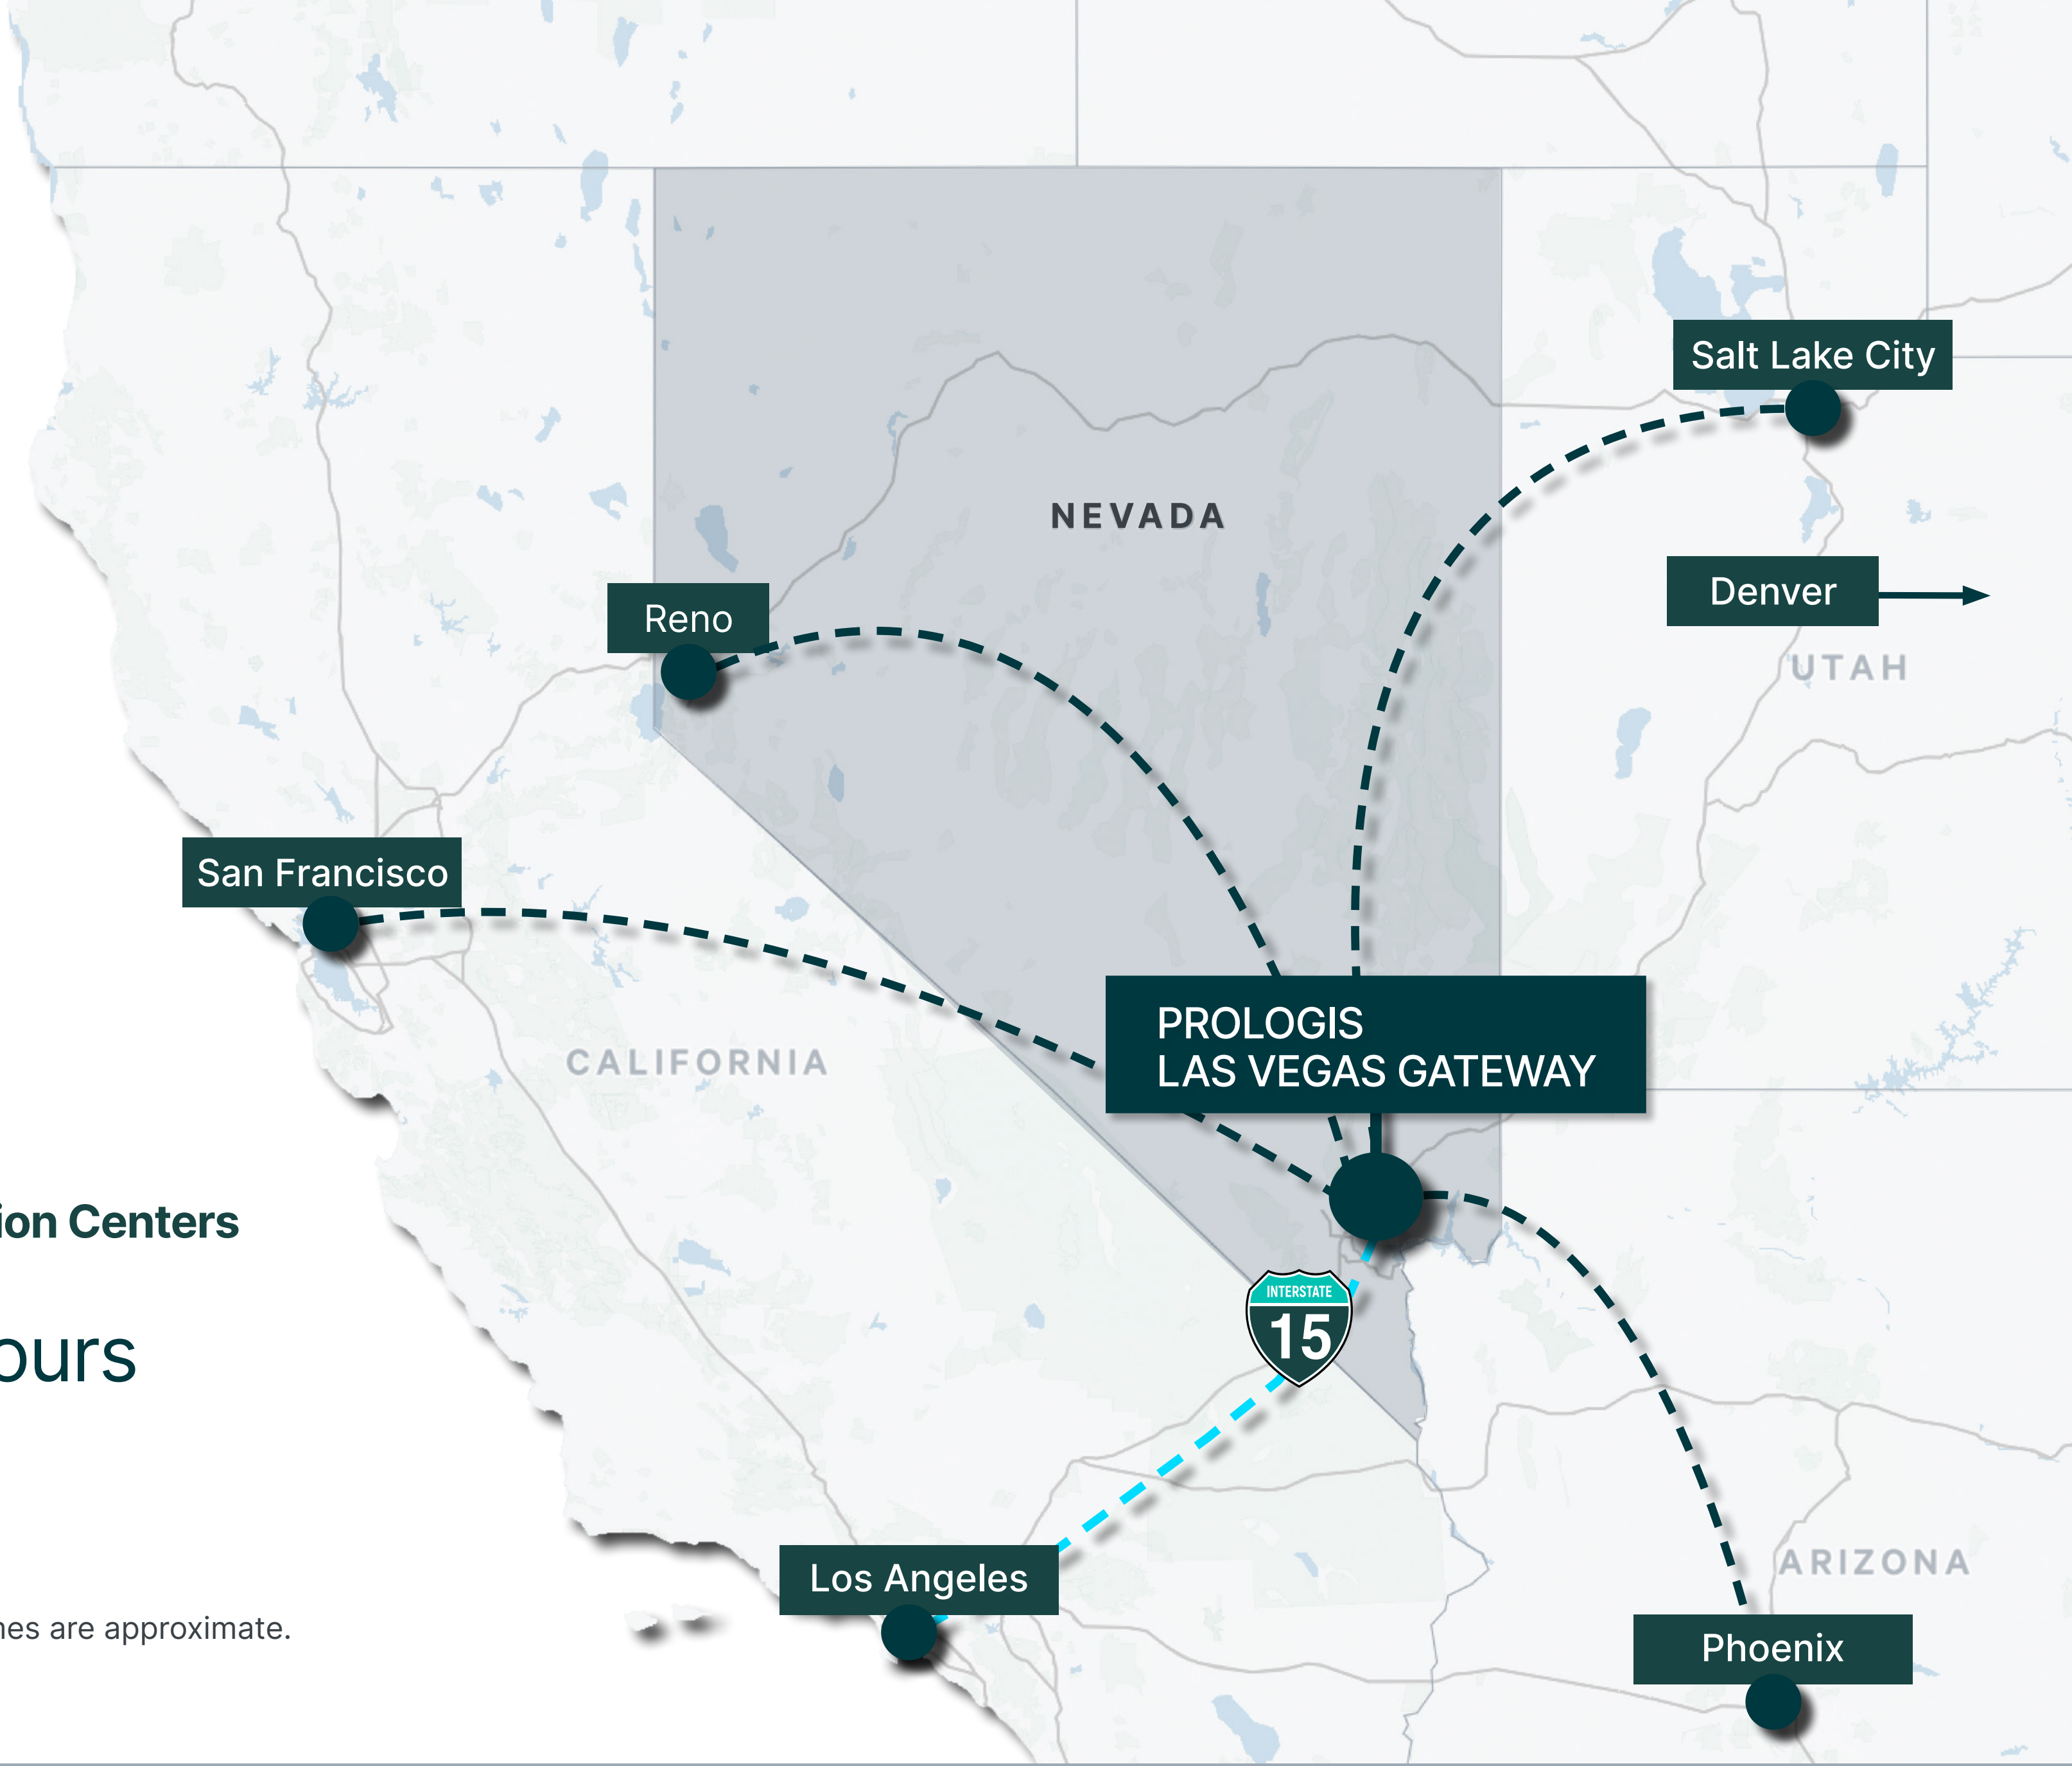 Salt Lake City
NEVADA
Denver
Reno
UTAH
San Francisco
PROLOGIS
LAS VEGAS GATEWAY
CALIFORNIA
ion Centers
INTERSTATE
15
ours
Los Angeles
ARIZONA
nes are approximate.
Phoenix